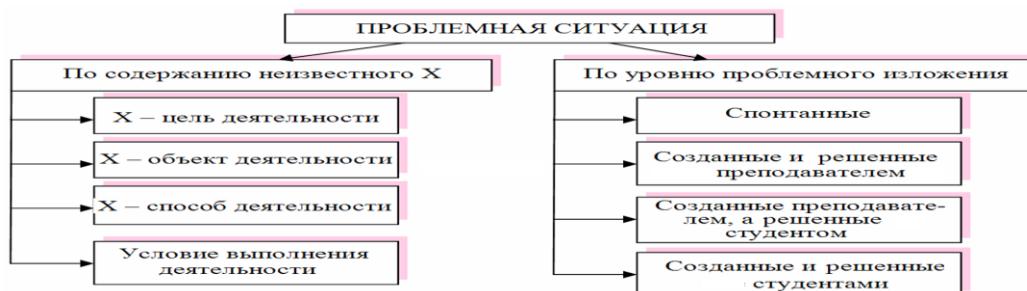 ПРОБЛЕМНАЯ СИТУАЦИЯ
По содержанию неизвестного Х
Х – цель деятельности
Х – объект деятельности
Х – способ деятельности
Условие выполнения
деятельности
По уровню проблемного изложения
Спонтанные
Созданные и решенные
преподавателем
Созданные преподавате-
лем, а решенные
студентом
Созданные и решенные
студентами